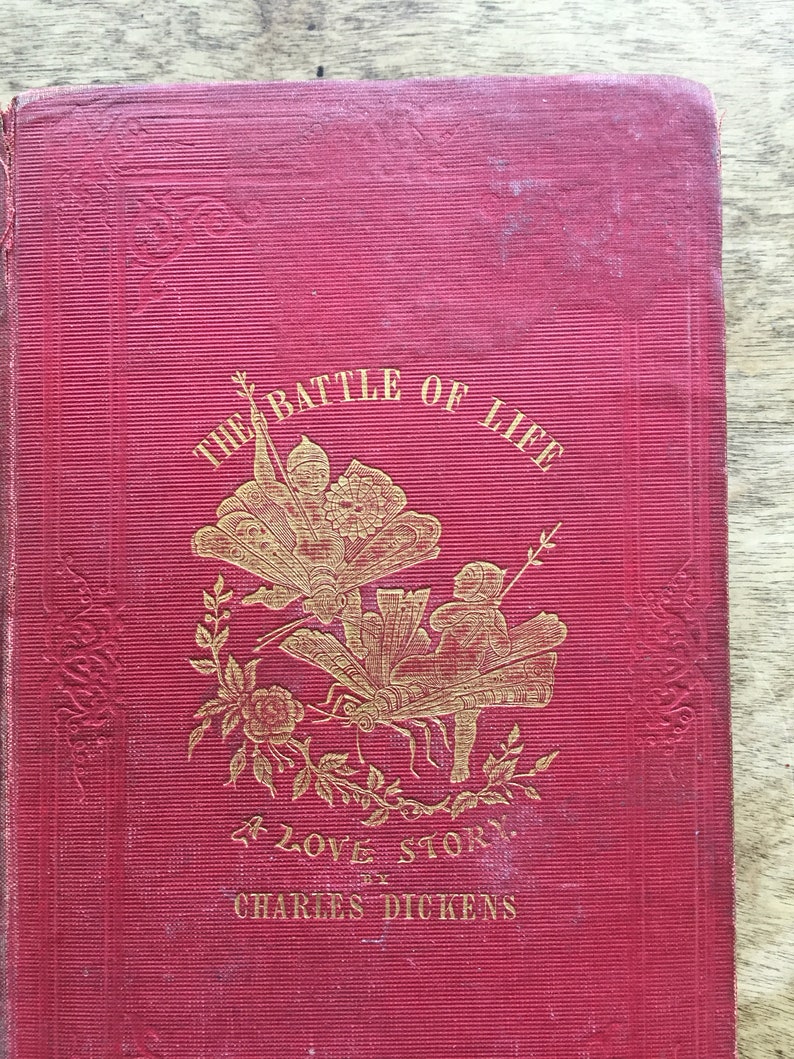 THE BATTLE OF LIFE
A LOVE STORY.
BY
CHARLES DICKENS